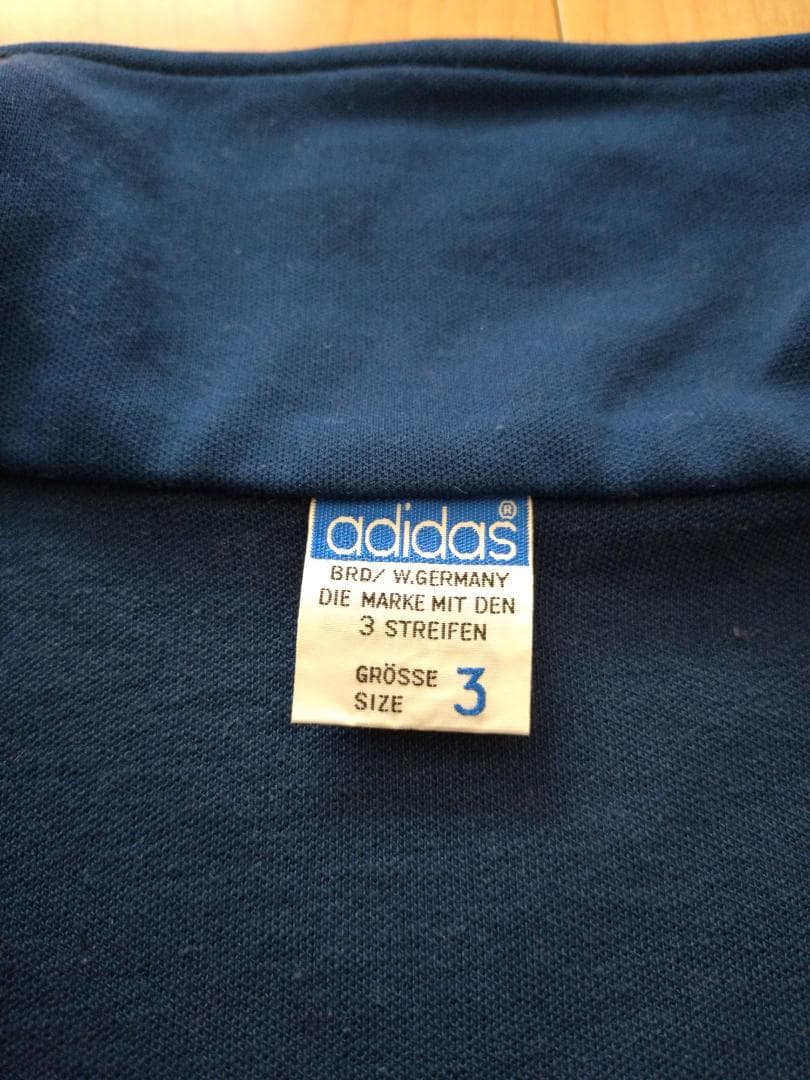 adidas®
BRD/ W.GERMANY
DIE MARKE MIT DEN
3 STREIFEN
GRÖSSE
SIZE 3